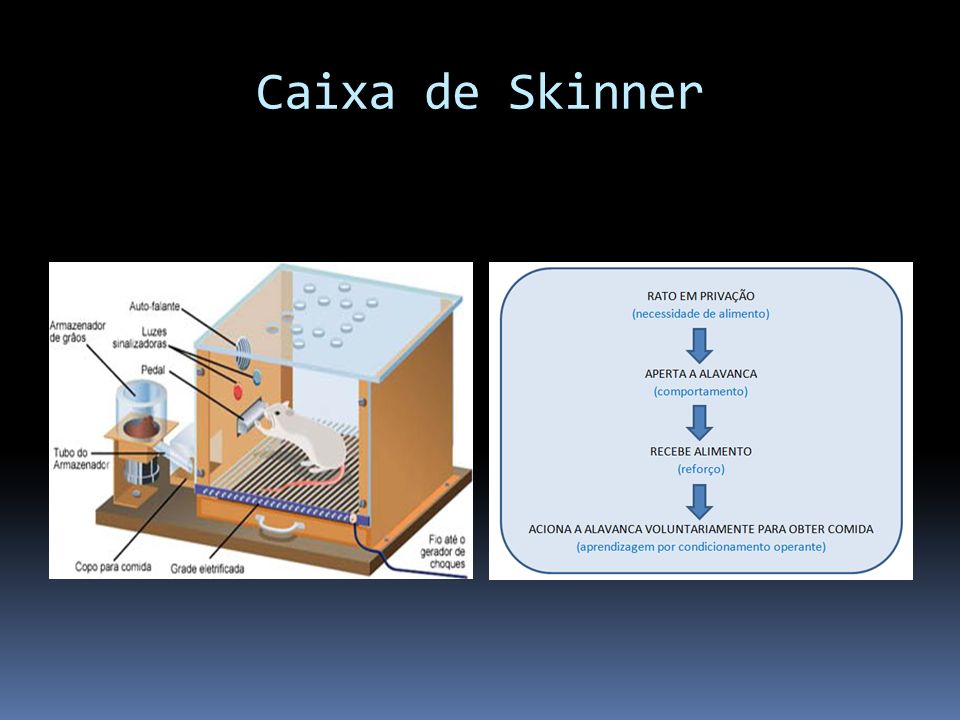 Caixa de Skinner
Auto-falante
Armazenador
de grãos
Luzes
sinalizadoras
Pedal
Tubo do
Armazenador
Copo para comida
Grade eletrificada
Fio até o
gerador de
choques
RATO EM PRIVAÇÃO
(necessidade de alimento)
APERTA A ALAVANCA
(comportamento)
RECEBE ALIMENTO
(reforço)
ACIONA A ALAVANCA VOLUNTARIAMENTE PARA OBTER COMIDA
(aprendizagem por condicionamento operante)